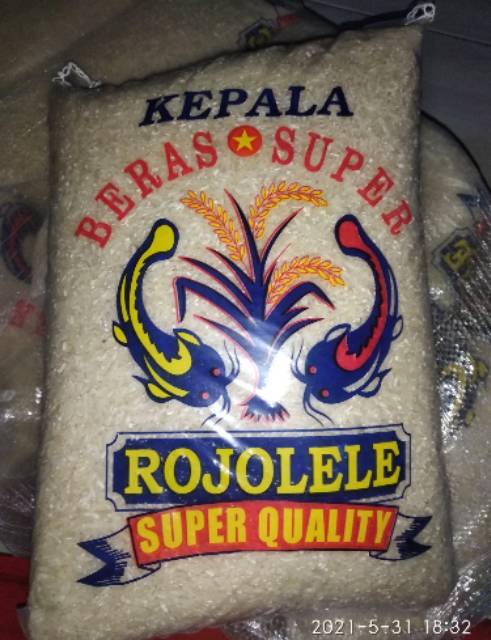 KEPALA
BERAS SUPER
ROJOLELE
SUPER QUALITY
2021-5-31 18:32